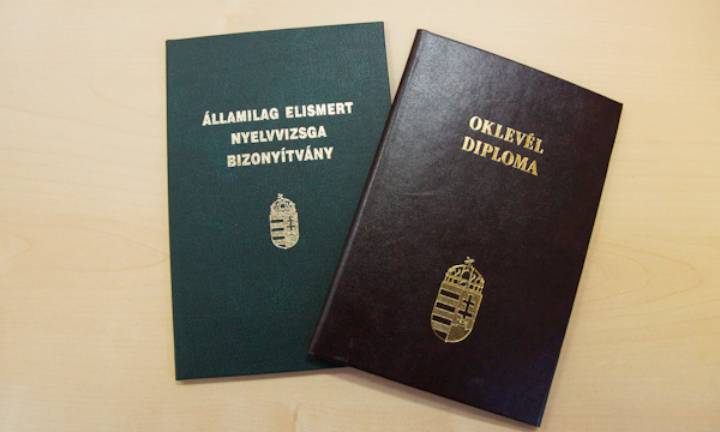 ÁLLAMILAG ELISMERT
NYELVVIZSGA
BIZONYÍTVÁNY
OKLEVÉL
DIPLOMA